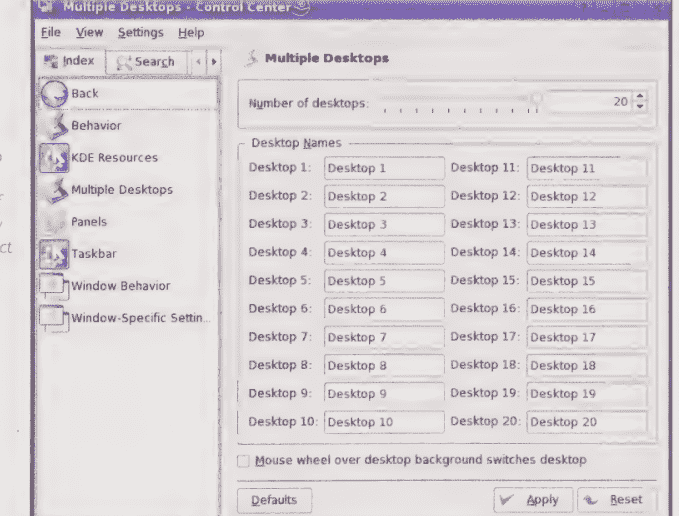 Multiple Desktops - Control Center
File View Settings Help
Index Search
Back
Behavior
KDE Resources
Multiple Desktops
Panels
Taskbar
Window Behavior
Window-Specific Settin...
Multiple Desktops
Number of desktops: 20
Desktop Names
Desktop 1: Desktop 1 Desktop 11: Desktop 11
Desktop 2: Desktop 2 Desktop 12: Desktop 12
Desktop 3: Desktop 3 Desktop 13: Desktop 13
Desktop 4: Desktop 4 Desktop 14: Desktop 14
Desktop 5: Desktop 5 Desktop 15: Desktop 15
Desktop 6: Desktop 6 Desktop 16: Desktop 16
Desktop 7: Desktop 7 Desktop 17: Desktop 17
Desktop 8: Desktop 8 Desktop 18: Desktop 18
Desktop 9: Desktop 9 Desktop 19: Desktop 19
Desktop 10: Desktop 10 Desktop 20: Desktop 20
Mouse wheel over desktop background switches desktop
Defaults Apply Reset